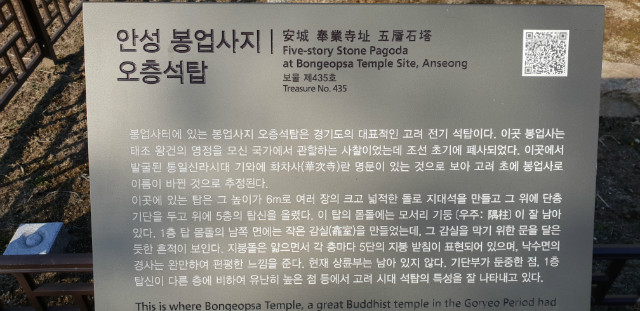 안성 봉업사지
오층석탑
安城 奉業寺址 五層石塔
Five-story Stone Pagoda
at Bongeopsa Temple Site, Anseong
보물 제435호
Treasure No. 435
봉업사터에 있는 봉업사지 오층석탑은 경기도의 대표적인 고려 전기 석탑이다. 이곳 봉업사는
태조 왕건의 영정을 모신 국가에서 관할하는 사찰이었는데 조선 초기에 폐사되었다. 이곳에서
발굴된 통일신라시대 기와에 화차사(華次寺)란 명문이 있는 것으로 보아 고려 초에 봉업사로
이름이 바뀐 것으로 추정된다.
이곳에 있는 탑은 그 높이가 6m로 여러 장의 크고 넓적한 돌로 지대석을 만들고 그 위에 단층
기단을 두고 위에 5층의 탑신을 올렸다. 이 탑의 몸돌에는 모서리 기둥(우주: 隅柱)이 잘 남아
있다. 1층 탑 몸돌의 남쪽 면에는 작은 감실(龕室)을 만들었는데, 그 감실을 막기 위한 문을 달은
듯한 흔적이 보인다. 지붕돌은 얇으면서 각 층마다 5단의 지붕 받침이 표현되어 있으며, 낙수면의
경사는 완만하여 편평한 느낌을 준다. 현재 상륜부는 남아 있지 않다. 기단부가 둔중한 점, 1층
탑신이 다른 층에 비하여 유난히 높은 점 등에서 고려 시대 석탑의 특성을 잘 나타내고 있다.
This is where Bongeopsa Temple, a great Buddhist temple in the Goryeo Period had